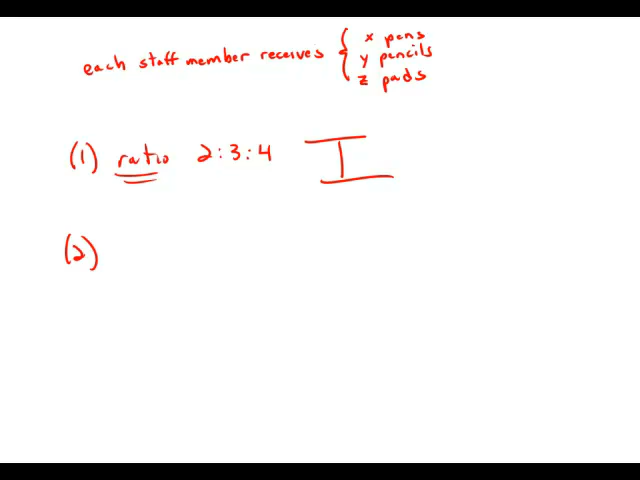 each staff member receives { x pens
y pencils
z pads
(1) ratio 2:3:4 I
(2)